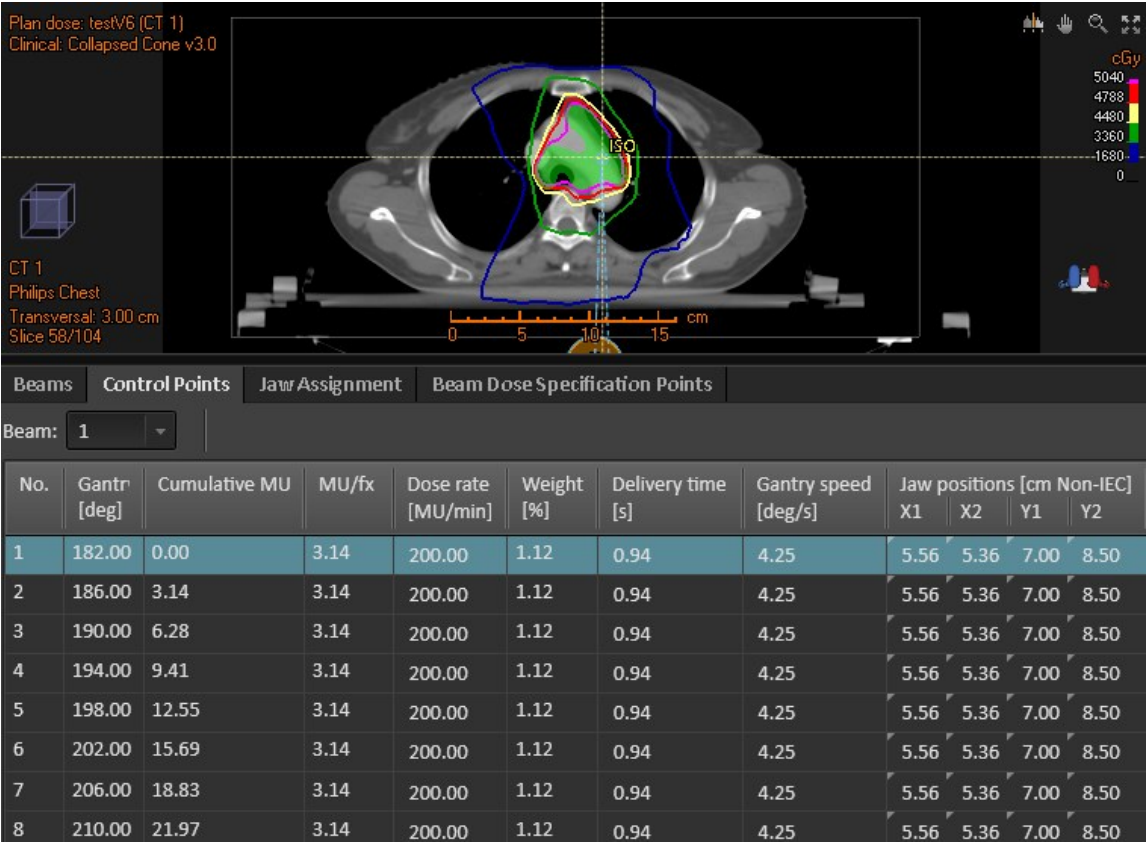 Plan dose: testV6 (CT 1)
Clinical: Collapsed Cone v3.0
cGy
5040
4788
4480
3360
1680
0
ISO
CT 1
Philips Chest
Transversal: 3.00 cm
Slice 58/104
0 5 10 15 cm
Beams Control Points Jaw Assignment Beam Dose Specification Points
Beam: 1
No. Gantr Cumulative MU MU/fx Dose rate Weight Delivery time Gantry speed Jaw positions [cm Non-IEC]
[deg] [MU/min] [%] [s] [deg/s] X1 X2 Y1 Y2
1 182.00 0.00 3.14 200.00 1.12 0.94 4.25 5.56 5.36 7.00 8.50
2 186.00 3.14 3.14 200.00 1.12 0.94 4.25 5.56 5.36 7.00 8.50
3 190.00 6.28 3.14 200.00 1.12 0.94 4.25 5.56 5.36 7.00 8.50
4 194.00 9.41 3.14 200.00 1.12 0.94 4.25 5.56 5.36 7.00 8.50
5 198.00 12.55 3.14 200.00 1.12 0.94 4.25 5.56 5.36 7.00 8.50
6 202.00 15.69 3.14 200.00 1.12 0.94 4.25 5.56 5.36 7.00 8.50
7 206.00 18.83 3.14 200.00 1.12 0.94 4.25 5.56 5.36 7.00 8.50
8 210.00 21.97 3.14 200.00 1.12 0.94 4.25 5.56 5.36 7.00 8.50